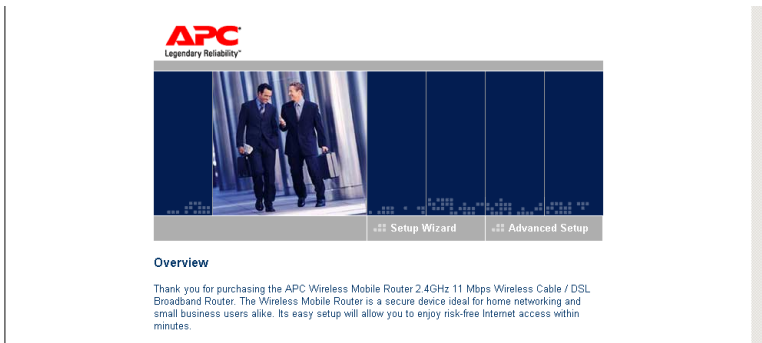 APC
Legendary Reliability™
Setup Wizard
Advanced Setup
Overview
Thank you for purchasing the APC Wireless Mobile Router 2.4GHz 11 Mbps Wireless Cable / DSL
Broadband Router. The Wireless Mobile Router is a secure device ideal for home networking and
small business users alike. Its easy setup will allow you to enjoy risk-free Internet access within
minutes.